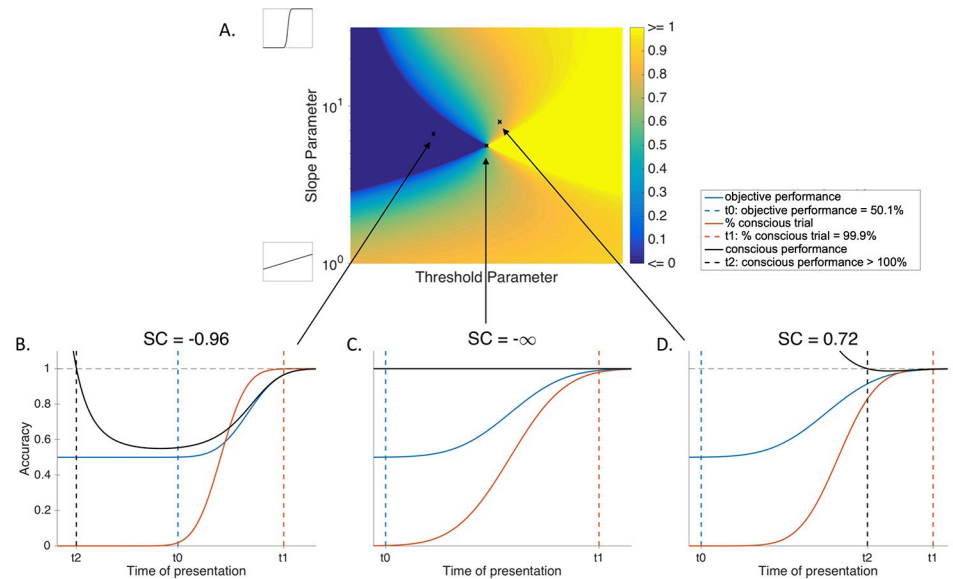 A.
Slope Parameter
10¹
10⁰
Threshold Parameter
>= 1
0.9
0.8
0.7
0.6
0.5
0.4
0.3
0.2
0.1
<= 0
objective performance
t0: objective performance = 50.1%
% conscious trial
t1: % conscious trial = 99.9%
conscious performance
t2: conscious performance > 100%
B.
SC = -0.96
Accuracy
1
0.8
0.6
0.4
0.2
0
t2 t0 t1
Time of presentation
C.
SC = -∞
t0 t1
Time of presentation
D.
SC = 0.72
t0 t2 t1
Time of presentation